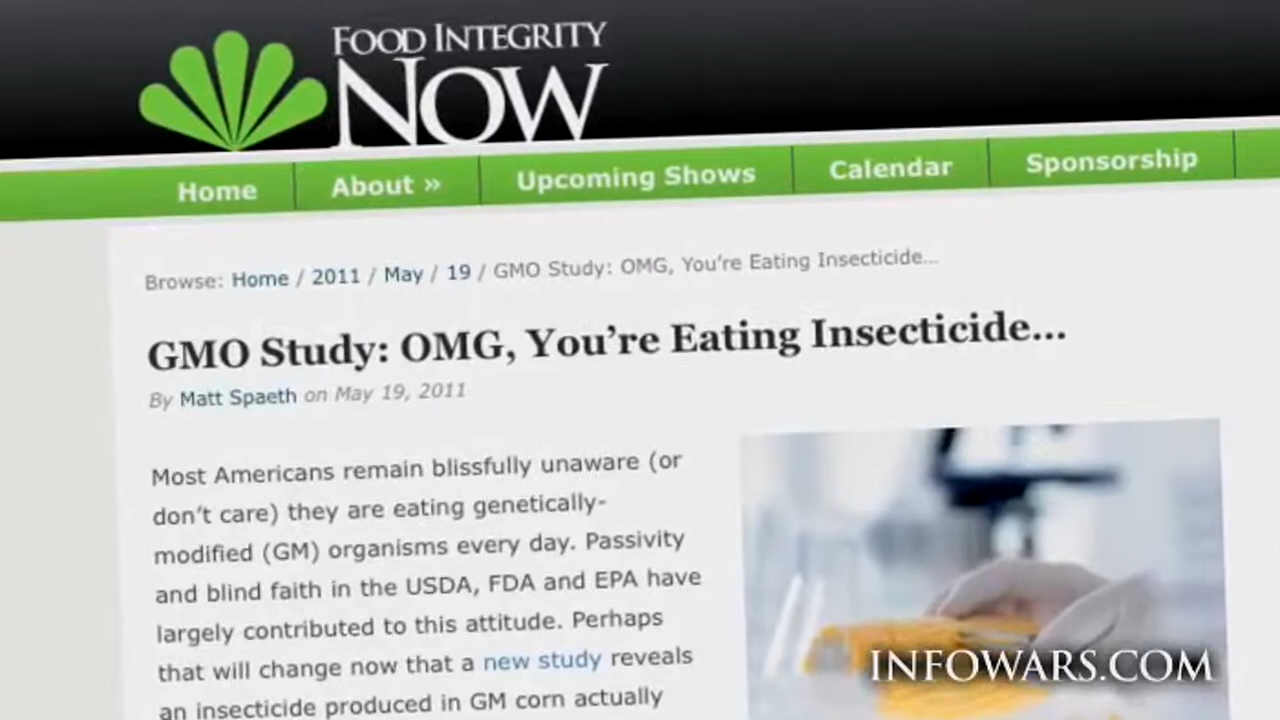 FOOD INTEGRITY
NOW
Home About » Upcoming Shows Calendar Sponsorship
Browse: Home / 2011 / May / 19 / GMO Study: OMG, You’re Eating Insecticide...
GMO Study: OMG, You’re Eating Insecticide...
By Matt Spaeth on May 19, 2011
Most Americans remain blissfully unaware (or
don’t care) they are eating genetically-
modified (GM) organisms every day. Passivity
and blind faith in the USDA, FDA and EPA have
largely contributed to this attitude. Perhaps
that will change now that a new study reveals
an insecticide produced in GM corn actually
INFOWARS.COM